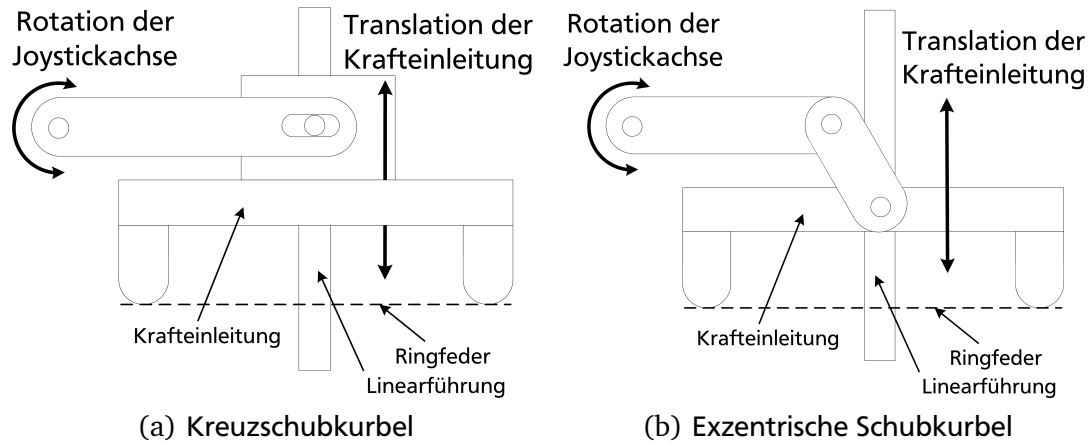 Rotation der
Joystickachse
Translation der
Krafteinleitung
Krafteinleitung
Ringfeder
Linearführung
(a) Kreuzschubkurbel
Rotation der
Joystickachse
Translation der
Krafteinleitung
Krafteinleitung
Ringfeder
Linearführung
(b) Exzentrische Schubkurbel